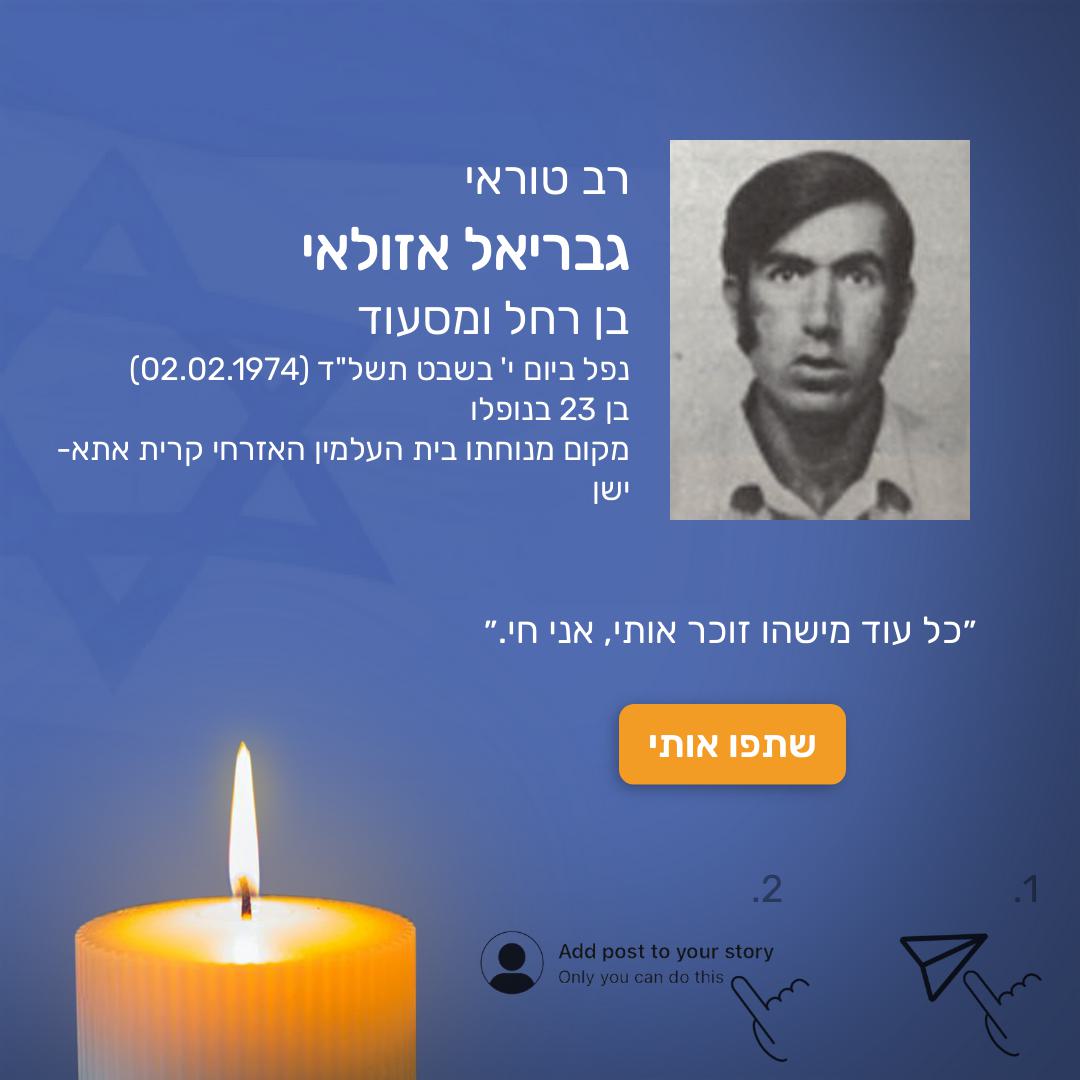 רב טוראי
גבריאל אזולאי
בן רחל ומסעוד
נפל ביום י' בשבט תשל"ד (02.02.1974)
בן 23 בנופלו
מקום מנוחתו בית העלמין האזרחי קרית אתא-
ישן
״כל עוד מישהו זוכר אותי, אני חי.״
שתפו אותי
1.
2.
Add post to your story
Only you can do this